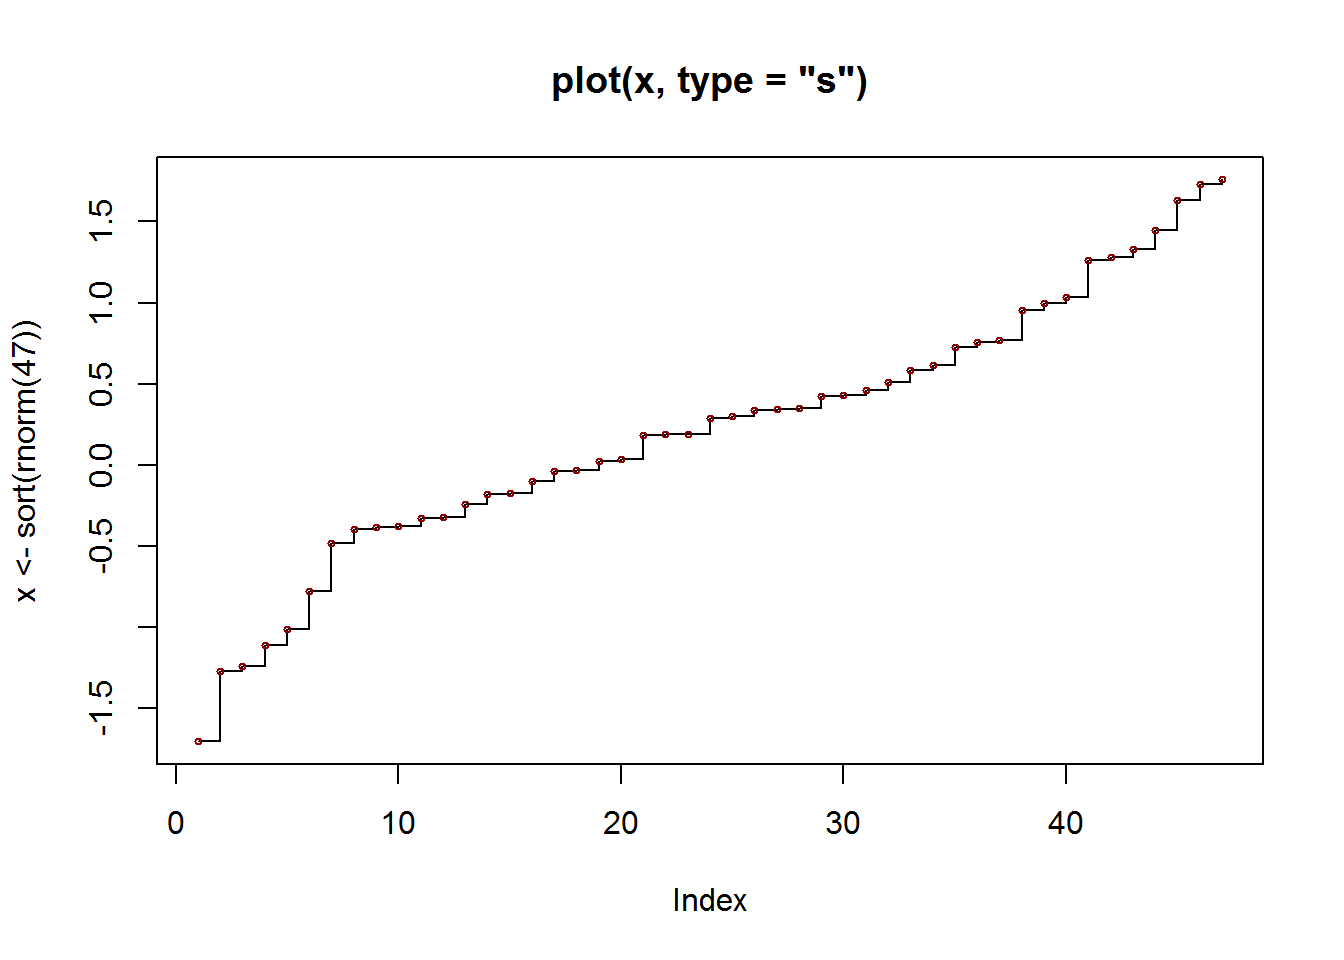 plot(x, type = "s")
x <- sort(rnorm(47))
1.5
1.0
0.5
0.0
-0.5
-1.5
0 10 20 30 40
Index